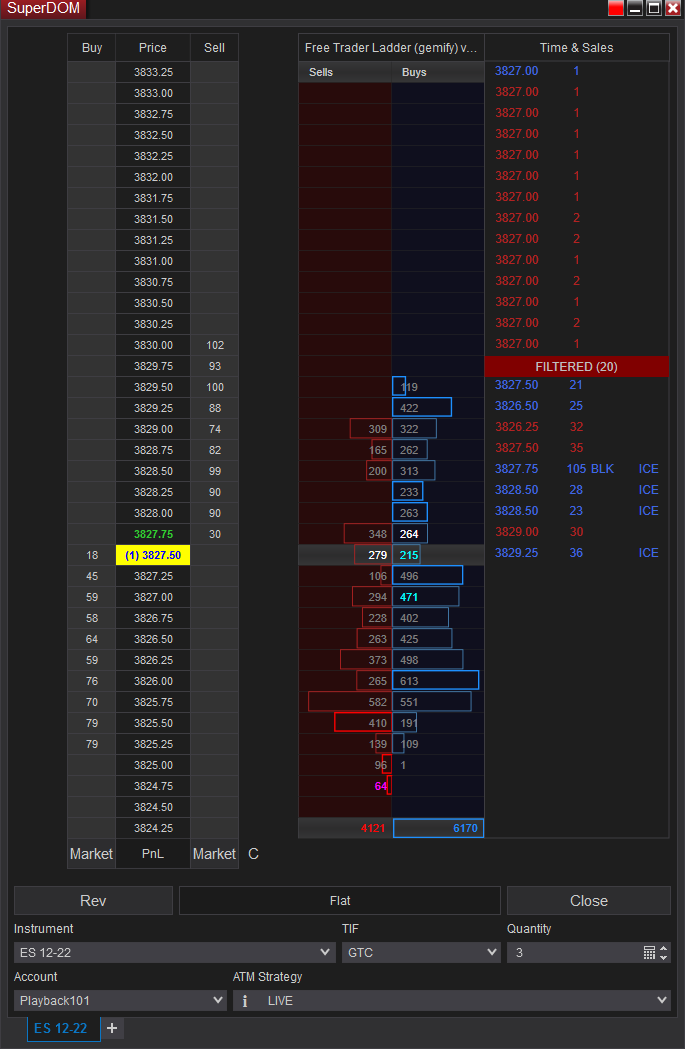 SuperDOM
Buy Price Sell Free Trader Ladder (gemify) v... Time & Sales
3833.25 Sells Buys 3827.00 1
3833.00 3827.00 1
3832.75 3827.00 1
3832.50 3827.00 1
3832.25 3827.00 1
3832.00 3827.00 1
3831.75 3827.00 1
3831.50 3827.00 2
3831.25 3827.00 2
3831.00 3827.00 1
3830.75 3827.00 2
3830.50 3827.00 1
3830.25 3827.00 2
3830.00 102 3827.00 1
3829.75 93 FILTERED (20)
3829.50 100 119 3827.50 21
3829.25 88 422 3826.50 25
3829.00 74 309 322 3826.25 32
3828.75 82 165 262 3827.50 35
3828.50 99 200 313 3827.75 105 BLK ICE
3828.25 90 233 3828.50 28 ICE
3828.00 90 263 3828.50 23 ICE
3827.75 30 348 264 3829.00 30
18 (1) 3827.50 279 215 3829.25 36 ICE
45 3827.25 106 496
59 3827.00 294 471
58 3826.75 228 402
64 3826.50 263 425
59 3826.25 373 498
76 3826.00 265 613
70 3825.75 582 551
79 3825.50 410 191
79 3825.25 139 109
3825.00 96 1
3824.75 64
3824.50
3824.25 4121 6170
Market PnL Market C
Rev Flat Close
Instrument TIF Quantity
ES 12-22 GTC 3
Account ATM Strategy
Playback101 LIVE
ES 12-22 +